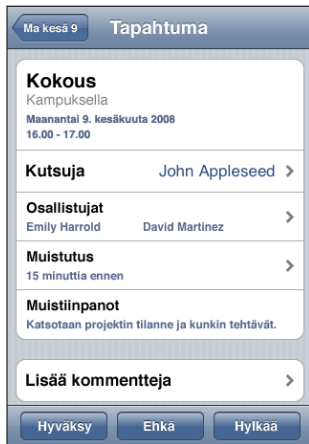 Ma kesä 9
Tapahtuma
Kokous
Kampuksella
Maanantai 9. kesäkuuta 2008
16.00 - 17.00
Kutsuja John Appleseed
Osallistujat
Emily Harrold David Martinez
Muistutus
15 minuttia ennen
Muistiinpanot
Katsotaan projektin tilanne ja kunkin tehtävät.
Lisää kommentteja
Hyväksy Ehkä Hylkää